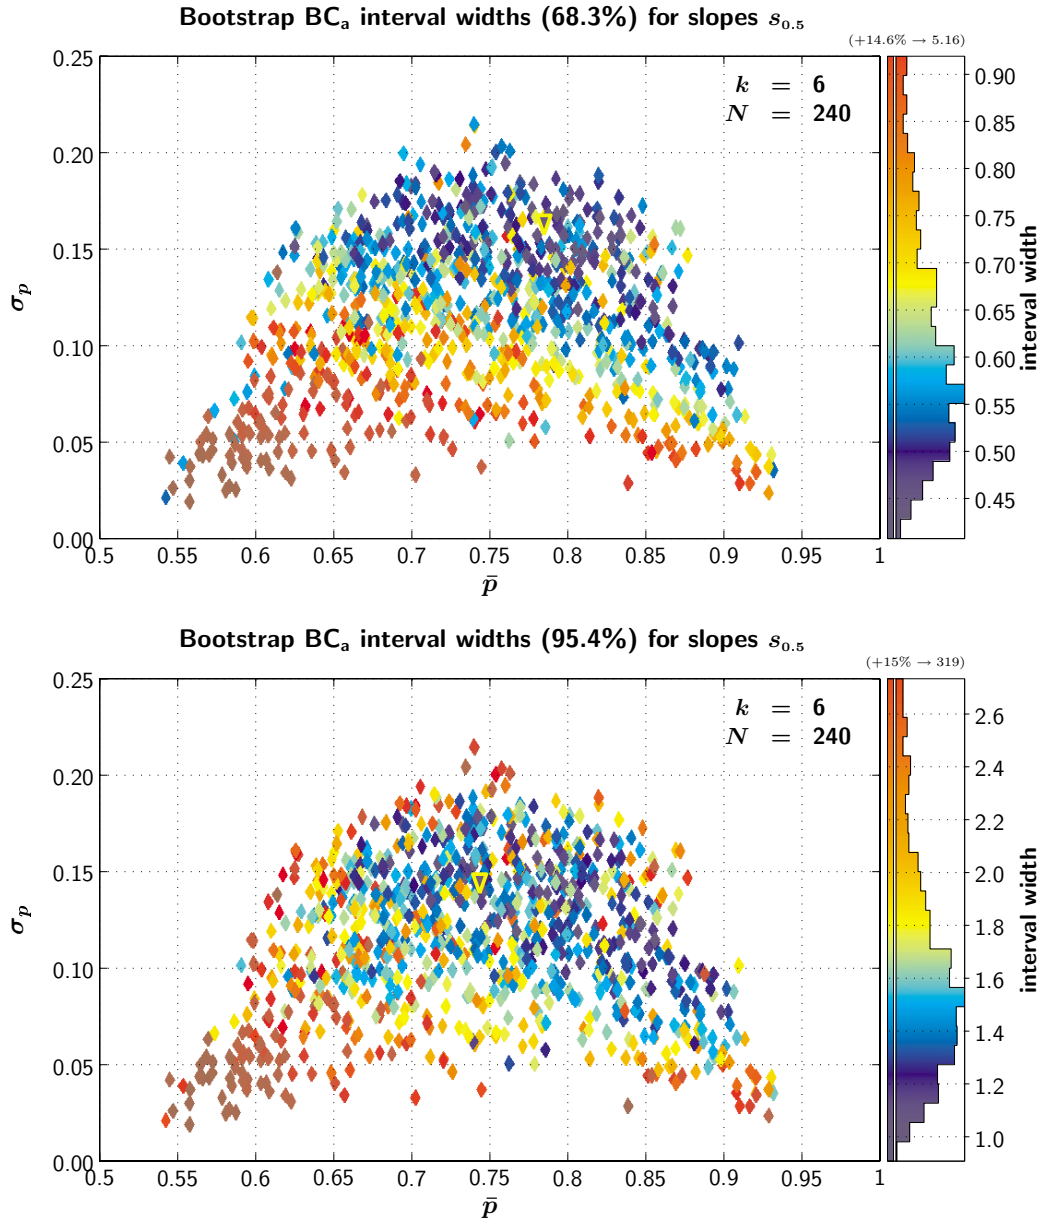 Bootstrap BCa interval widths (68.3%) for slopes s0.5
(+14.6% → 5.16)
k = 6
N = 240
0.25
0.20
0.15
0.10
0.05
0.00
σp
0.5 0.55 0.6 0.65 0.7 0.75 0.8 0.85 0.9 0.95 1
p̄
0.90
0.85
0.80
0.75
0.70
0.65
0.60
0.55
0.50
0.45
interval width
Bootstrap BCa interval widths (95.4%) for slopes s0.5
(+15% → 319)
k = 6
N = 240
0.25
0.20
0.15
0.10
0.05
0.00
σp
0.5 0.55 0.6 0.65 0.7 0.75 0.8 0.85 0.9 0.95 1
p̄
2.6
2.4
2.2
2.0
1.8
1.6
1.4
1.2
1.0
interval width